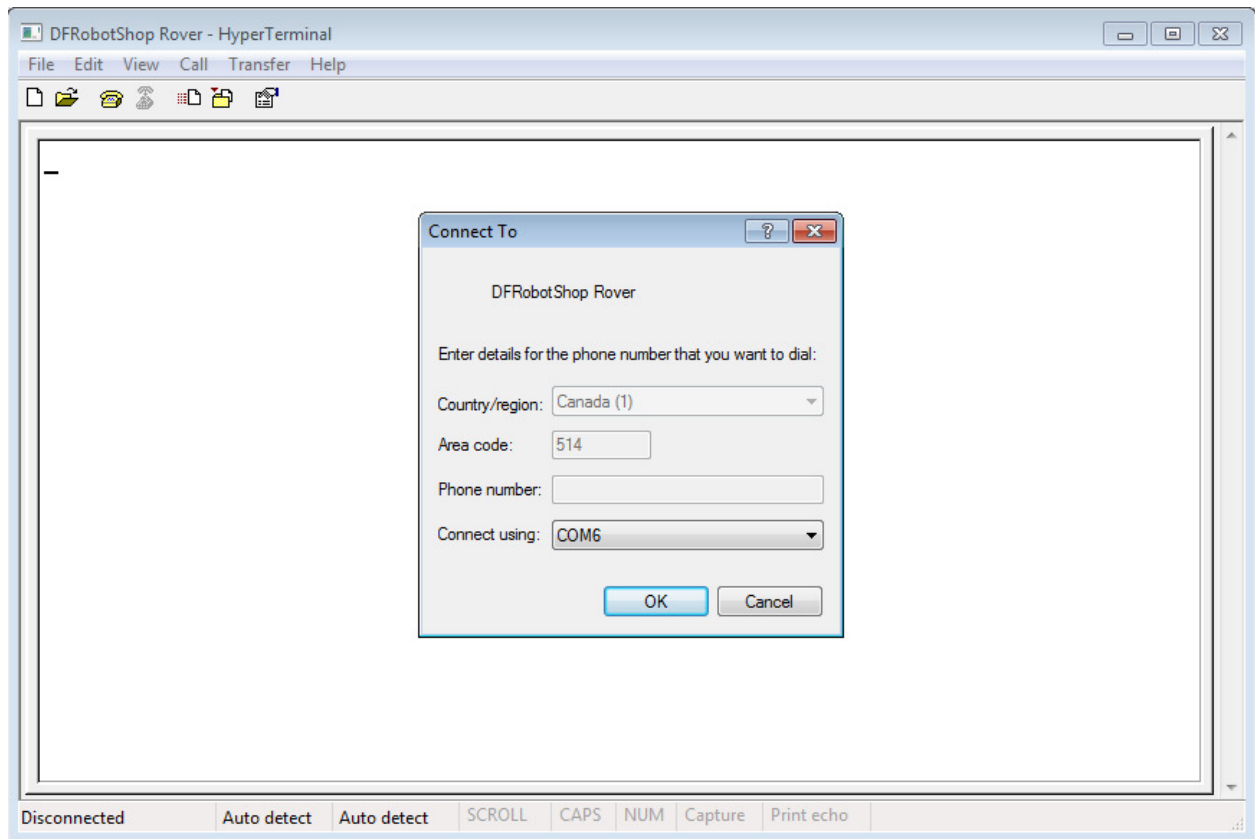 DFRobotShop Rover - HyperTerminal
File Edit View Call Transfer Help
Connect To
DFRobotShop Rover
Enter details for the phone number that you want to dial:
Country/region: Canada (1)
Area code: 514
Phone number:
Connect using: COM6
OK Cancel
Disconnected Auto detect Auto detect SCROLL CAPS NUM Capture Print echo